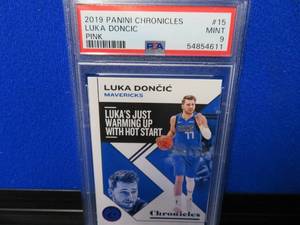 2019 PANINI CHRONICLES #15
LUKA DONCIC MINT
PINK PSA 9
54854611
LUKA DONČIĆ
MAVERICKS
LUKA'S JUST
WARMING UP
WITH HOT START
77
Chronicles